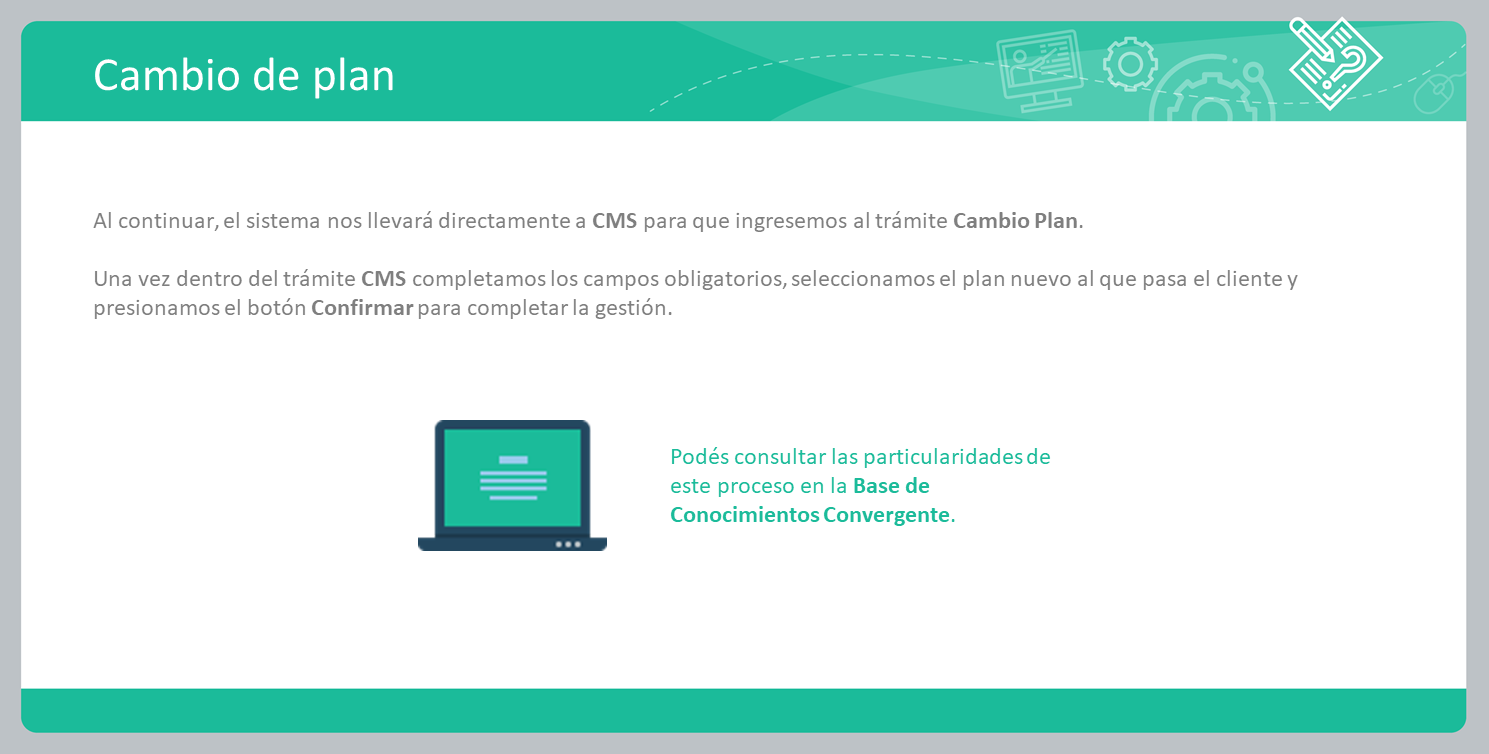 Cambio de plan
Al continuar, el sistema nos llevará directamente a CMS para que ingresemos al trámite Cambio Plan.
Una vez dentro del trámite CMS completamos los campos obligatorios, seleccionamos el plan nuevo al que pasa el cliente y
presionamos el botón Confirmar para completar la gestión.
Podés consultar las particularidades de
este proceso en la Base de
Conocimientos Convergente.